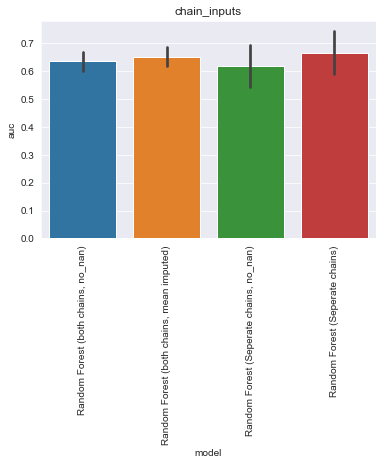 chain_inputs
auc
0.7
0.6
0.5
0.4
0.3
0.2
0.1
0.0
Random Forest (both chains, no_nan)
Random Forest (both chains, mean imputed)
Random Forest (Seperate chains, no_nan)
Random Forest (Seperate chains)
model